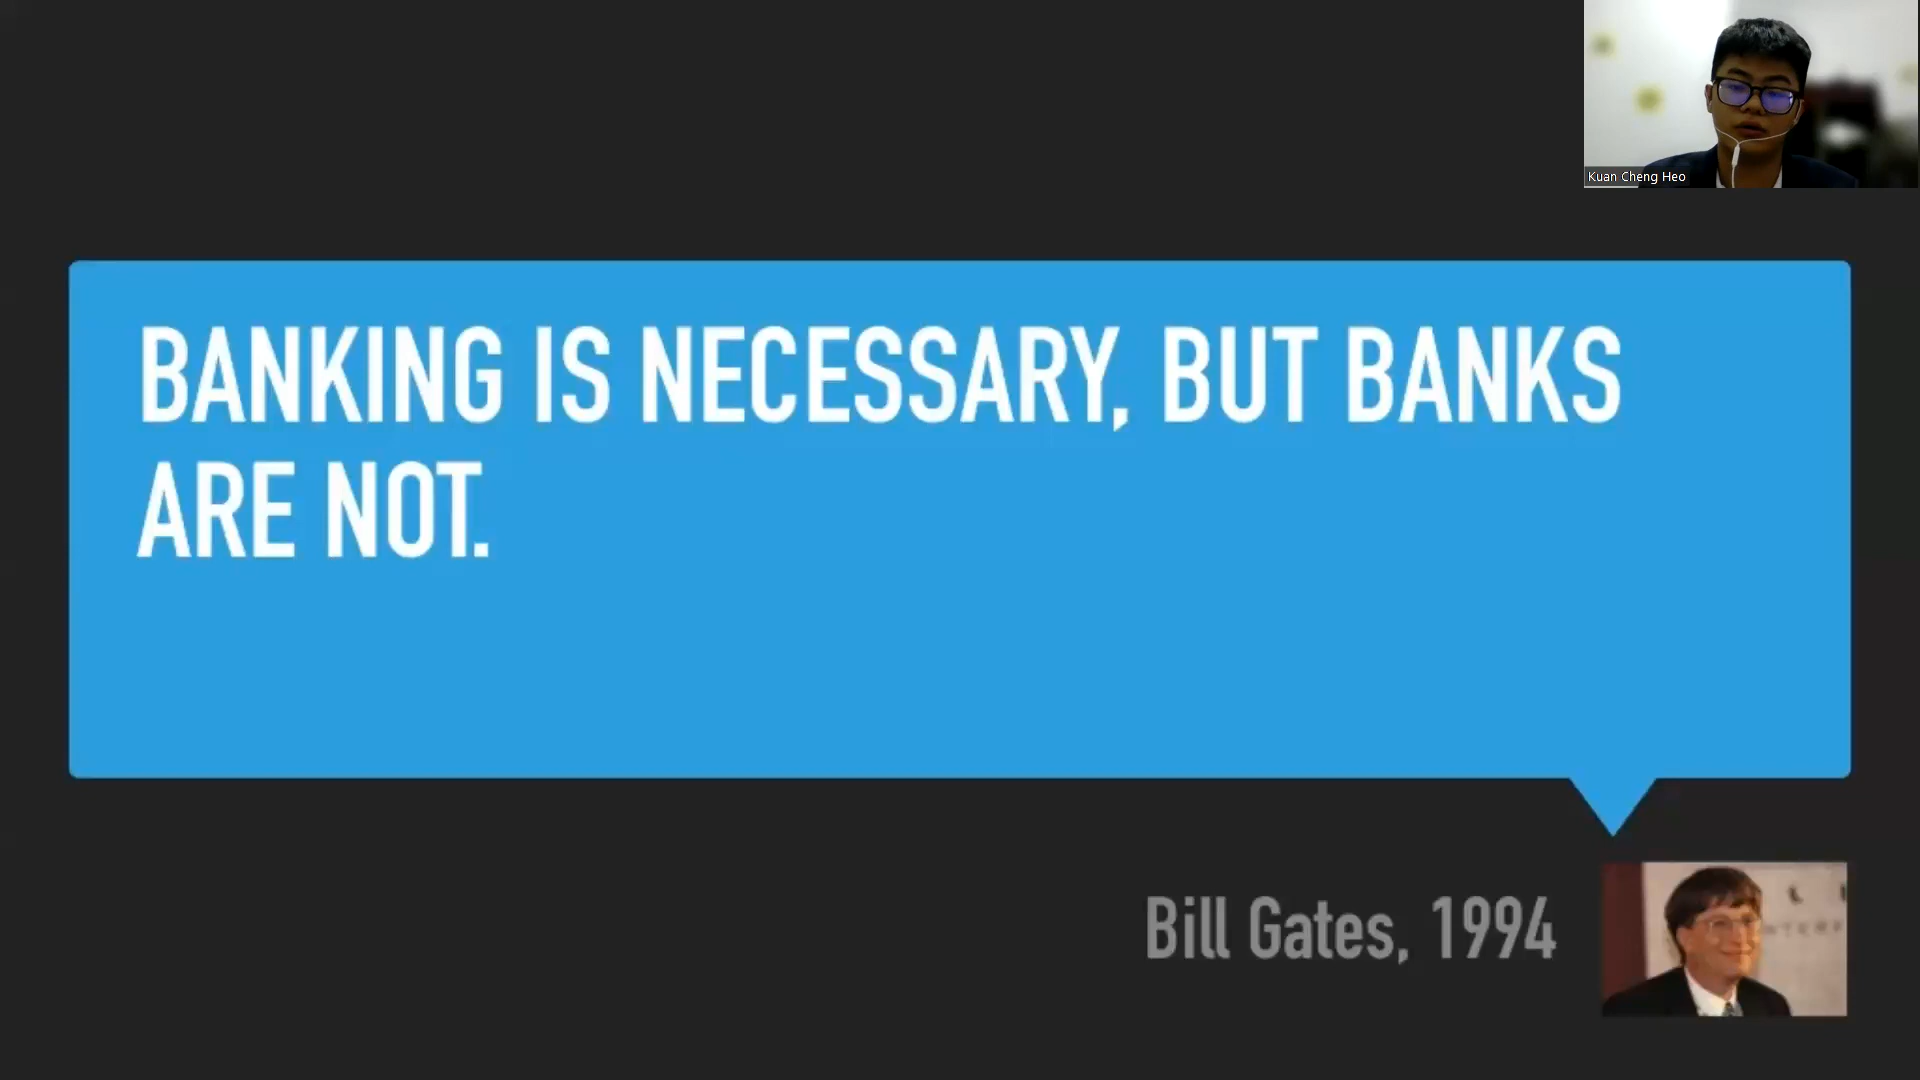 Kuan Cheng Heo
BANKING IS NECESSARY, BUT BANKS
ARE NOT.
Bill Gates, 1994